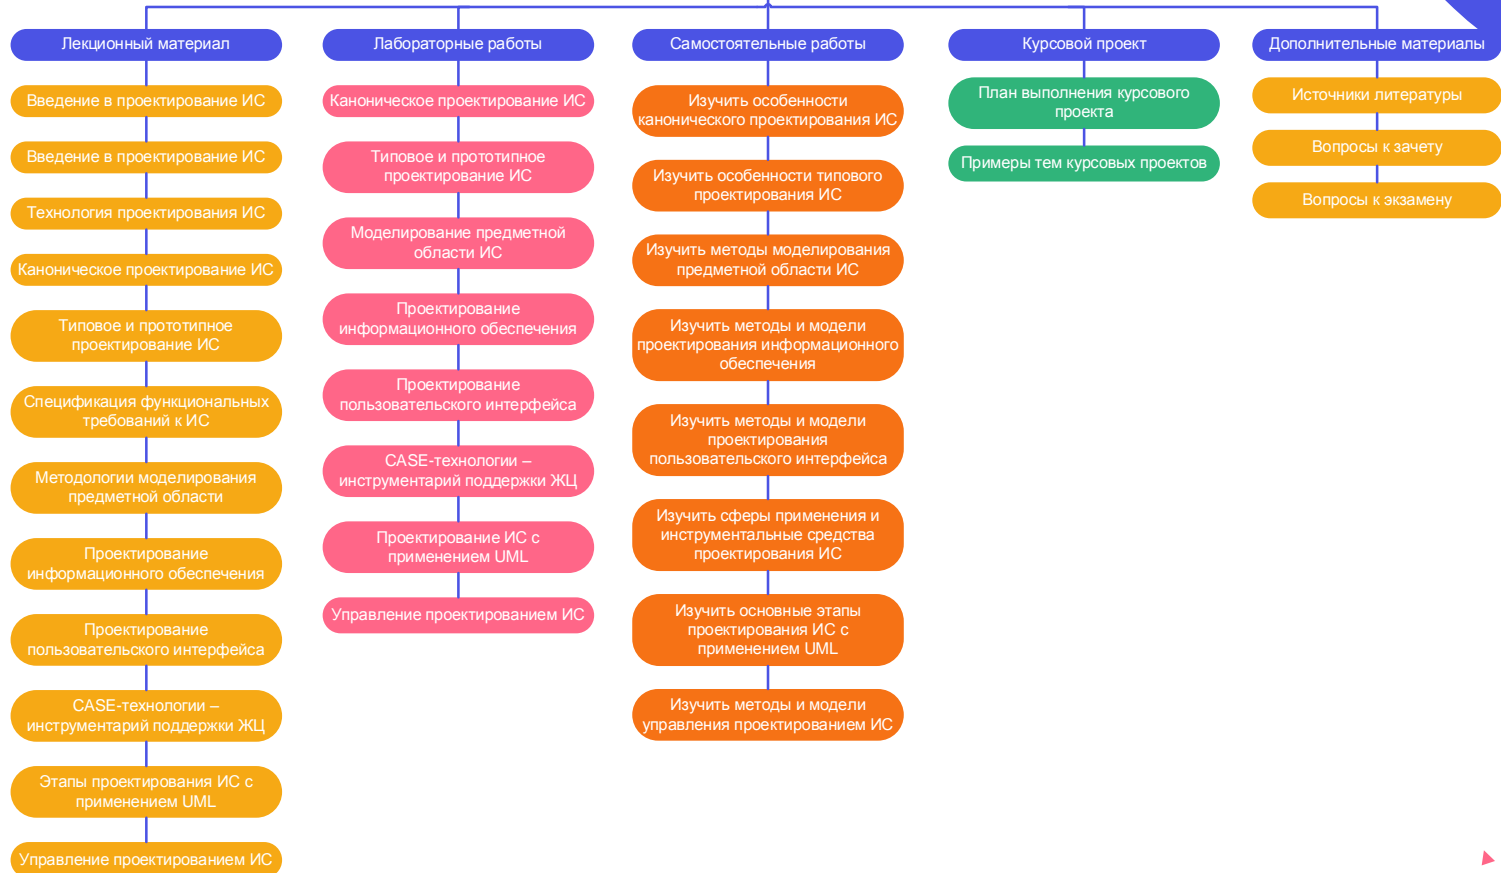 Лекционный материал
Введение в проектирование ИС
Введение в проектирование ИС
Технология проектирования ИС
Каноническое проектирование ИС
Типовое и прототипное
проектирование ИС
Спецификация функциональных
требований к ИС
Методологии моделирования
предметной области
Проектирование
информационного обеспечения
Проектирование
пользовательского интерфейса
CASE-технологии –
инструментарий поддержки ЖЦ
Этапы проектирования ИС с
применением UML
Управление проектированием ИС
Лабораторные работы
Каноническое проектирование ИС
Типовое и прототипное
проектирование ИС
Моделирование предметной
области ИС
Проектирование
информационного обеспечения
Проектирование
пользовательского интерфейса
CASE-технологии –
инструментарий поддержки ЖЦ
Проектирование ИС с
применением UML
Управление проектированием ИС
Самостоятельные работы
Изучить особенности
канонического проектирования ИС
Изучить особенности типового
проектирования ИС
Изучить методы моделирования
предметной области ИС
Изучить методы и модели
проектирования информационного
обеспечения
Изучить методы и модели
проектирования
пользовательского интерфейса
Изучить сферы применения и
инструментальные средства
проектирования ИС
Изучить основные этапы
проектирования ИС с
применением UML
Изучить методы и модели
управления проектированием ИС
Курсовой проект
План выполнения курсового
проекта
Примеры тем курсовых проектов
Дополнительные материалы
Источники литературы
Вопросы к зачету
Вопросы к экзамену